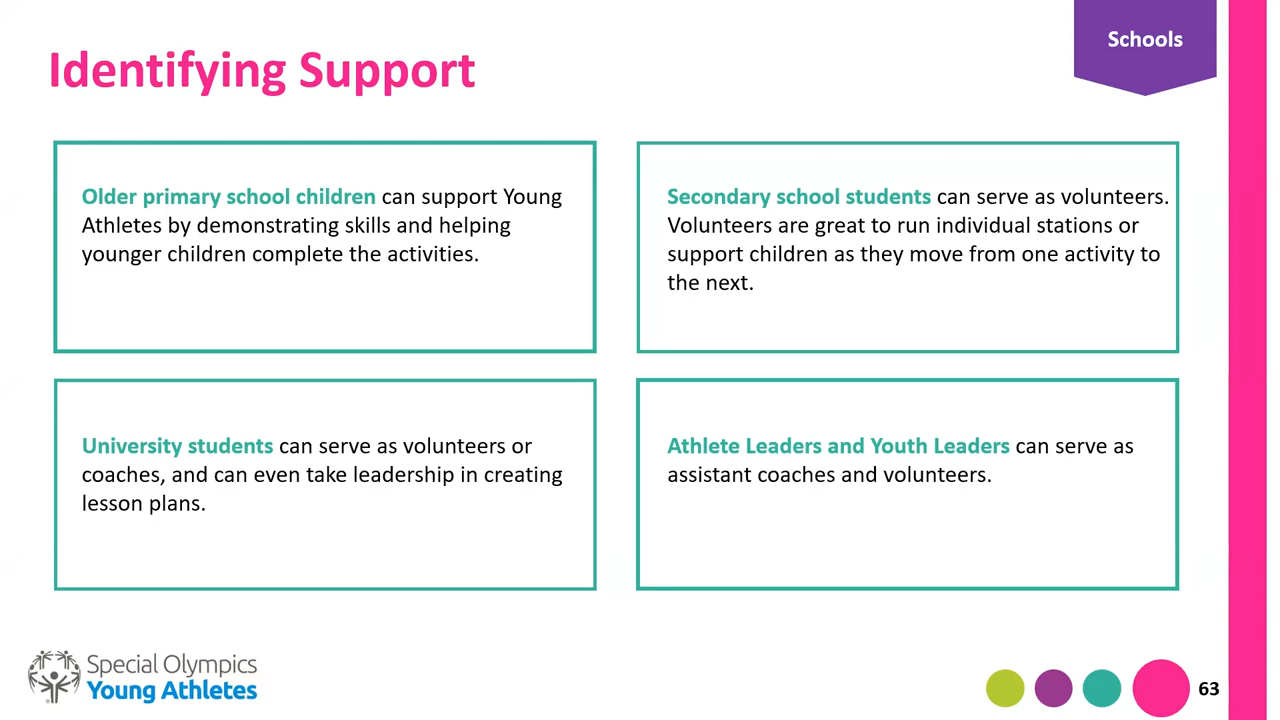 Schools
Identifying Support
Older primary school children can support Young
Athletes by demonstrating skills and helping
younger children complete the activities.
Secondary school students can serve as volunteers.
Volunteers are great to run individual stations or
support children as they move from one activity to
the next.
University students can serve as volunteers or
coaches, and can even take leadership in creating
lesson plans.
Athlete Leaders and Youth Leaders can serve as
assistant coaches and volunteers.
Special Olympics
Young Athletes
63